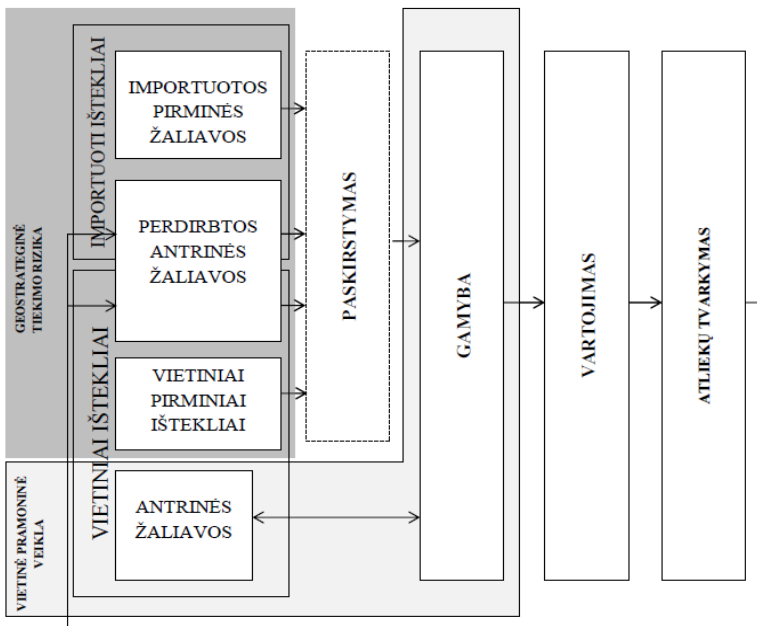 GEOSTRATEGINĖ
TIEKIMO RIZIKA
IMPORTUOTI IŠTEKLIAI
IMPORTUOTOS
PIRMINĖS
ŽALIAVOS
PERDIRBTOS
ANTRINĖS
ŽALIAVOS
VIETINIAI IŠTEKLIAI
VIETINIAI
PIRMINIAI
IŠTEKLIAI
VIETINĖ PRAMONINĖ
VEIKLA
ANTRINĖS
ŽALIAVOS
PASKIRSTYMAS
GAMYBA
VARTOJIMAS
ATLIEKŲ TVARKYMAS